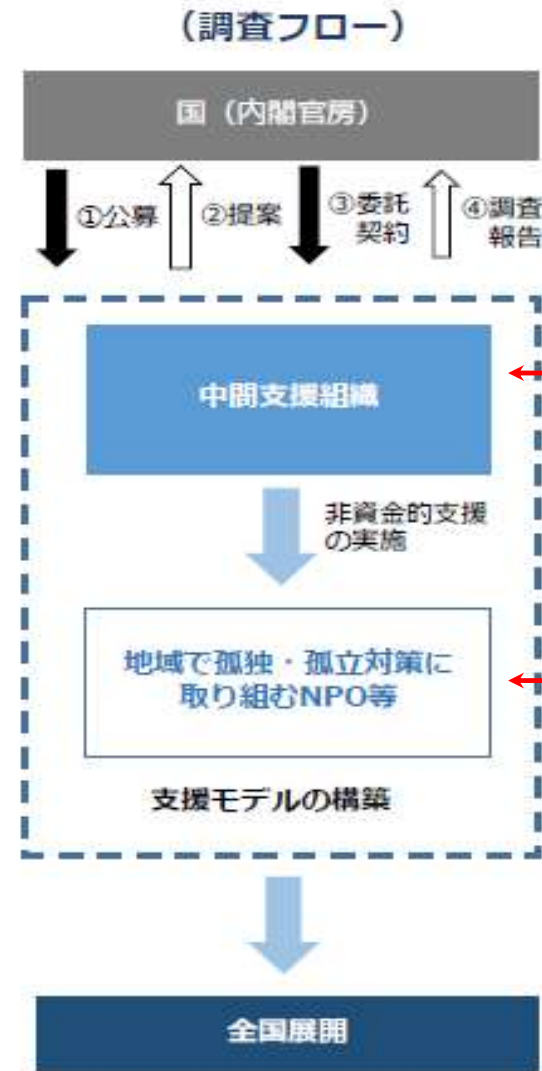 （調査フロー）
国（内閣官房）
①公募
②提案
③委託
契約
④調査
報告
中間支援組織
非資金的支援
の実施
地域で孤独・孤立対策に
取り組むNPO等
支援モデルの構築
全国展開